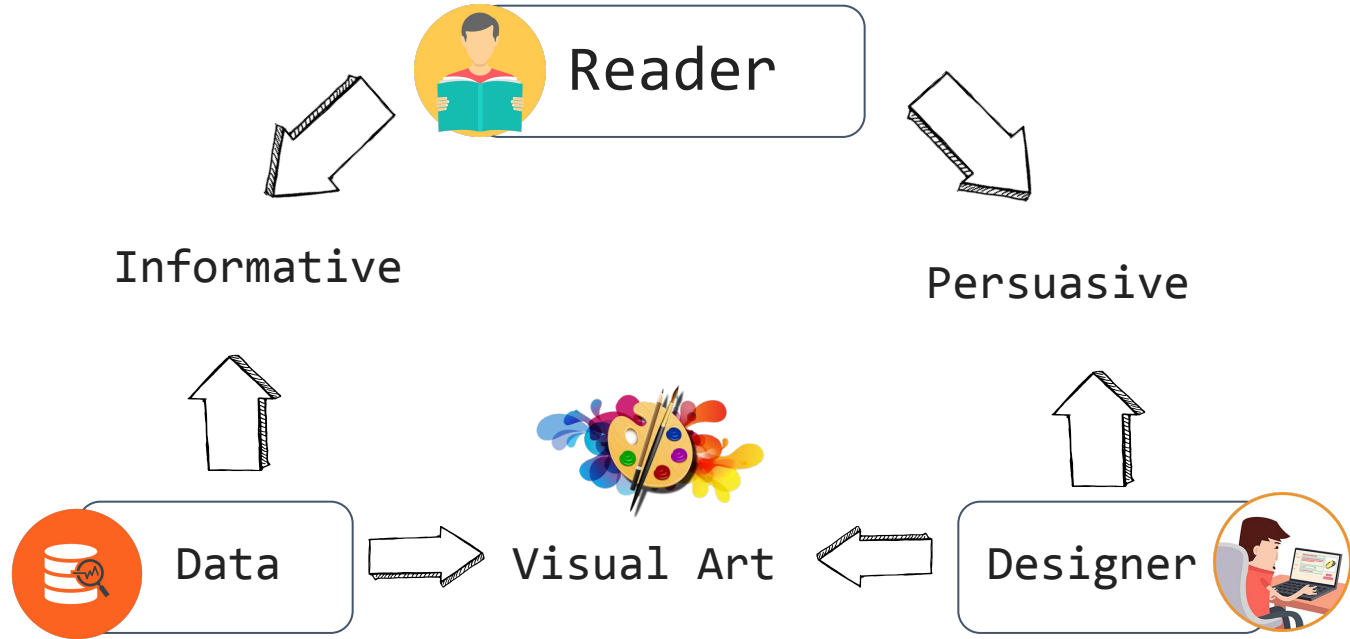 Reader
Informative
Persuasive
Data
Visual Art
Designer